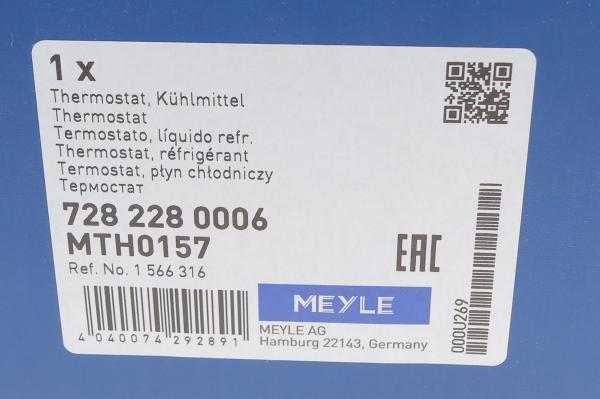 1 x
Thermostat, Kühlmittel
Thermostat
Termostato, líquido refr.
Thermostat, réfrigérant
Termostat, płyn chłodniczy
Термостат
728 228 0006
MTH0157
Ref. No. 1 566 316
EAC
MEYLE
MEYLE AG
Hamburg 22143, Germany
4 040074 292891
000U269